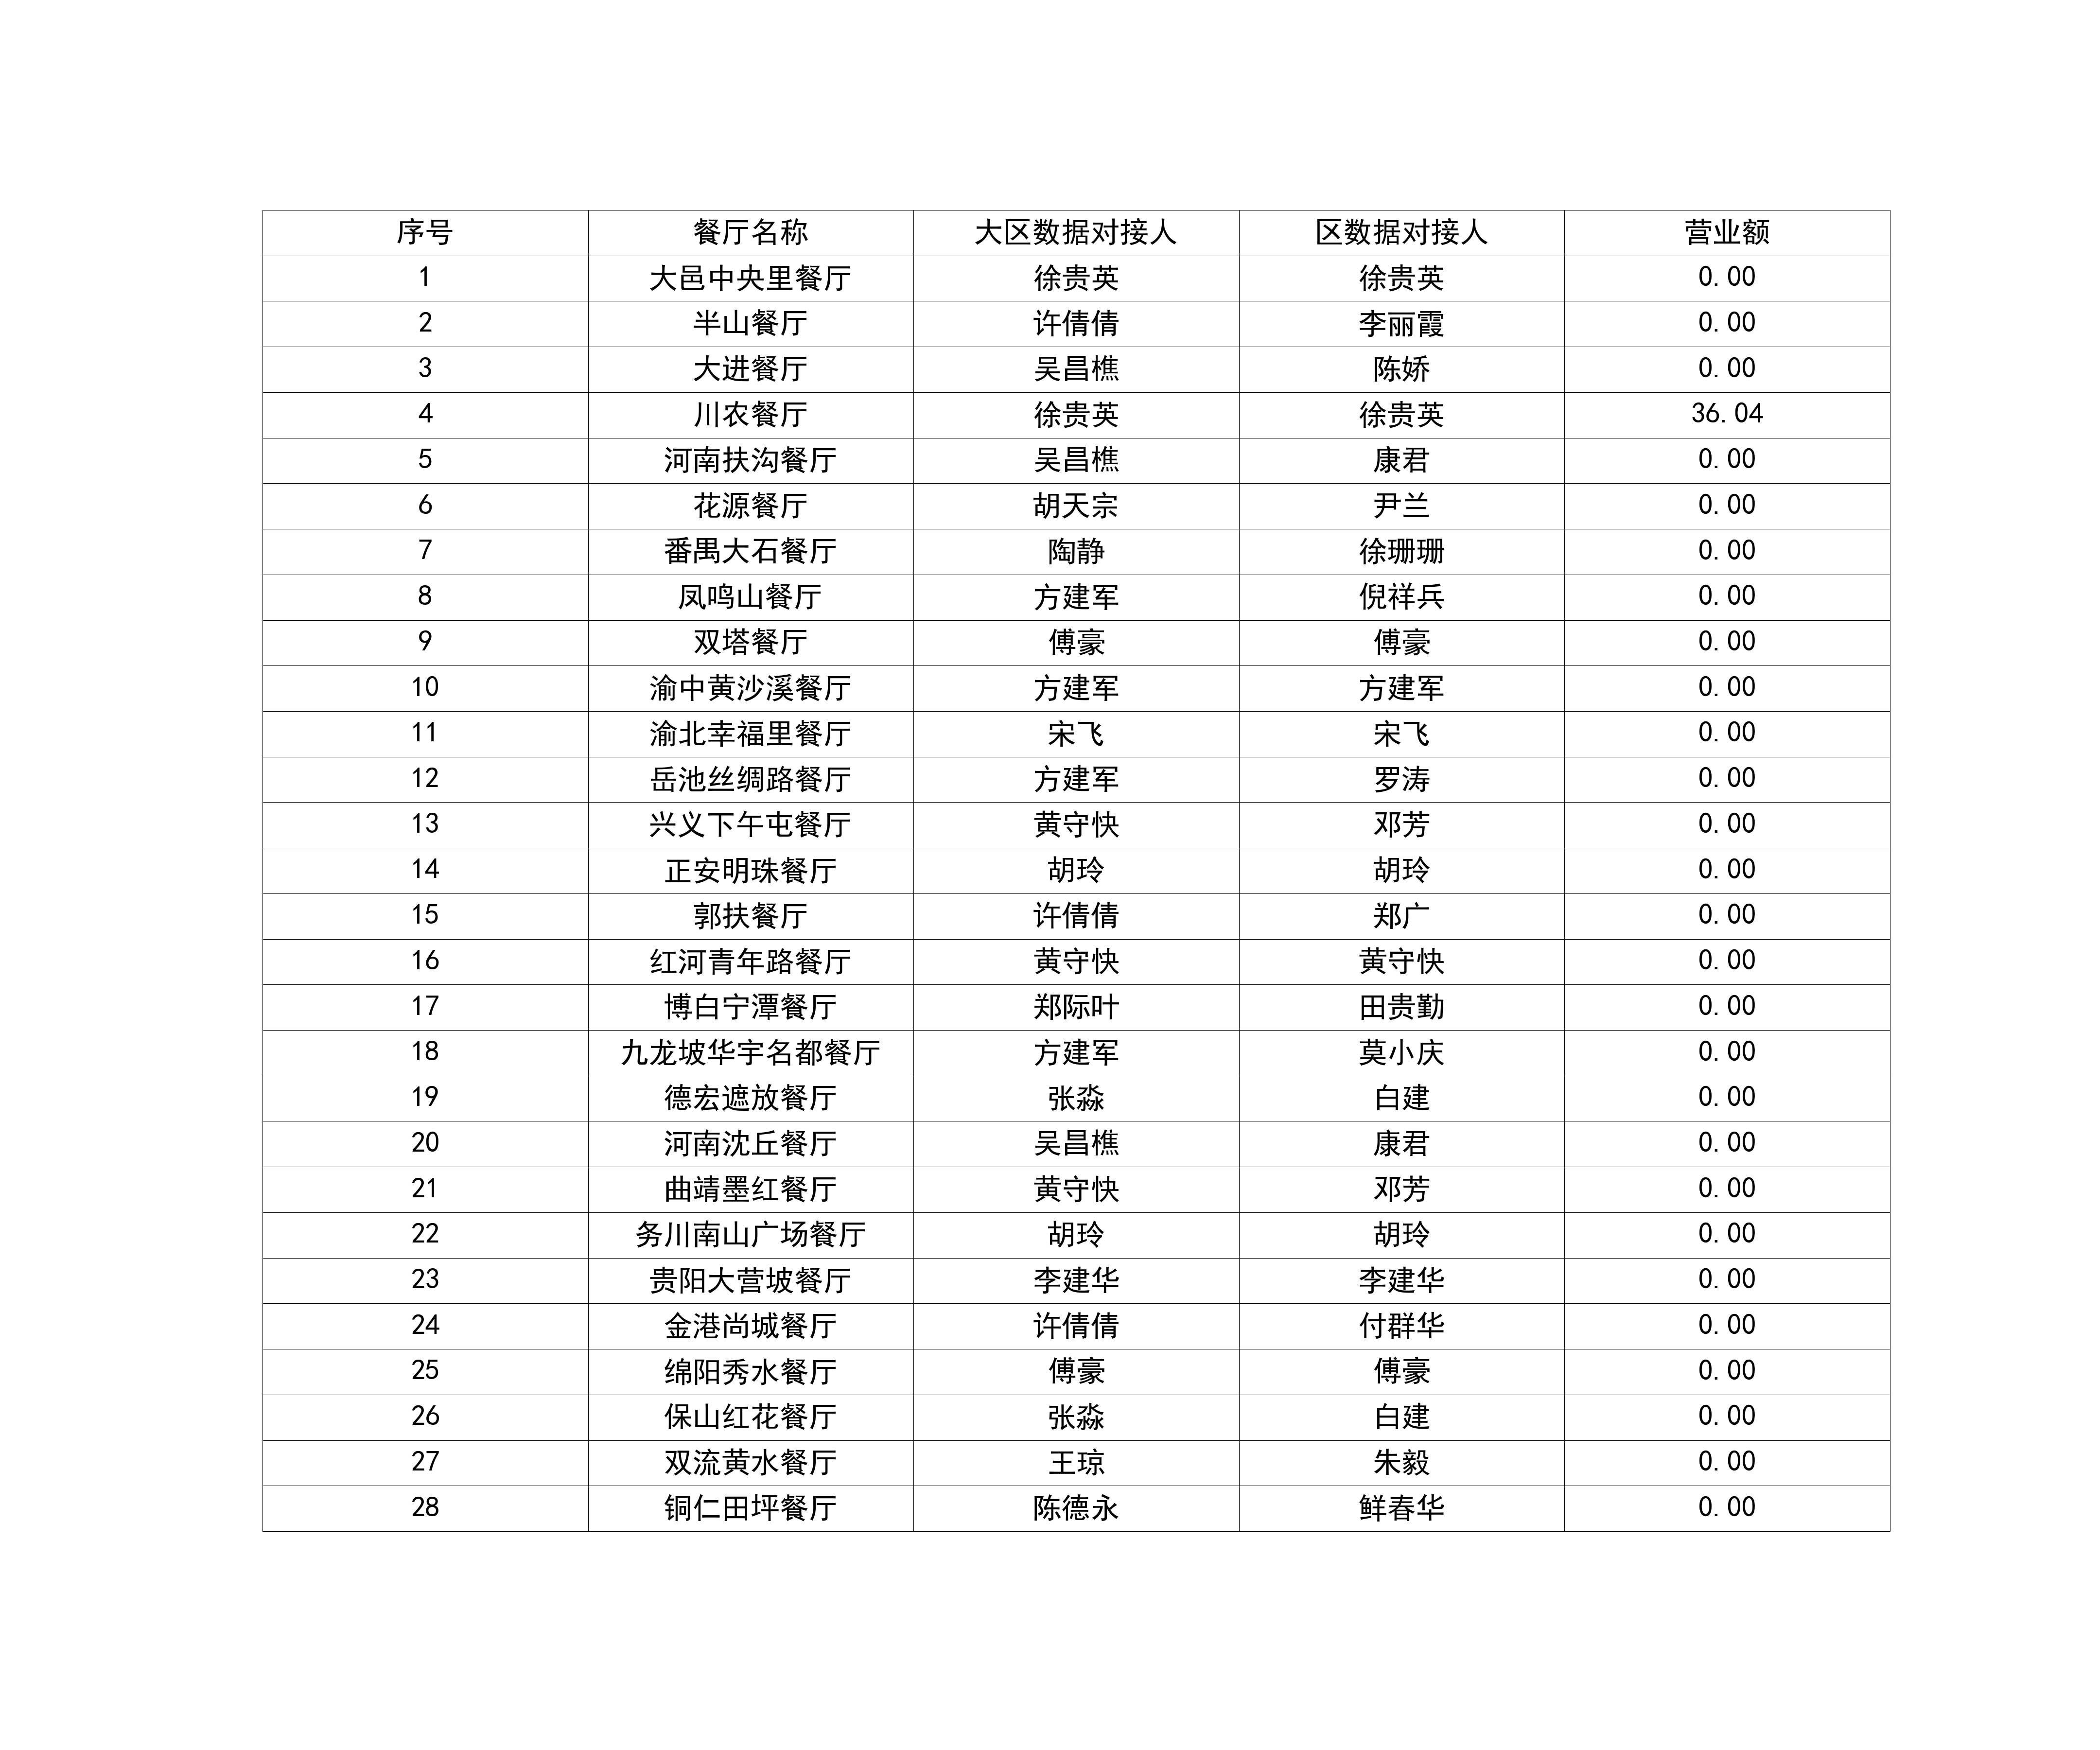 序号 餐厅名称 大区数据对接人 区数据对接人 营业额
1 大邑中央里餐厅 徐贵英 徐贵英 0.00
2 半山餐厅 许倩倩 李丽霞 0.00
3 大进餐厅 吴昌樵 陈娇 0.00
4 川农餐厅 徐贵英 徐贵英 36.04
5 河南扶沟餐厅 吴昌樵 康君 0.00
6 花源餐厅 胡天宗 尹兰 0.00
7 番禺大石餐厅 陶静 徐珊珊 0.00
8 凤鸣山餐厅 方建军 倪祥兵 0.00
9 双塔餐厅 傅豪 傅豪 0.00
10 渝中黄沙溪餐厅 方建军 方建军 0.00
11 渝北幸福里餐厅 宋飞 宋飞 0.00
12 岳池丝绸路餐厅 方建军 罗涛 0.00
13 兴义下午屯餐厅 黄守快 邓芳 0.00
14 正安明珠餐厅 胡玲 胡玲 0.00
15 郭扶餐厅 许倩倩 郑广 0.00
16 红河青年路餐厅 黄守快 黄守快 0.00
17 博白宁潭餐厅 郑际叶 田贵勤 0.00
18 九龙坡华宇名都餐厅 方建军 莫小庆 0.00
19 德宏遮放餐厅 张淼 白建 0.00
20 河南沈丘餐厅 吴昌樵 康君 0.00
21 曲靖墨红餐厅 黄守快 邓芳 0.00
22 务川南山广场餐厅 胡玲 胡玲 0.00
23 贵阳大营坡餐厅 李建华 李建华 0.00
24 金港尚城餐厅 许倩倩 付群华 0.00
25 绵阳秀水餐厅 傅豪 傅豪 0.00
26 保山红花餐厅 张淼 白建 0.00
27 双流黄水餐厅 王琼 朱毅 0.00
28 铜仁田坪餐厅 陈德永 鲜春华 0.00